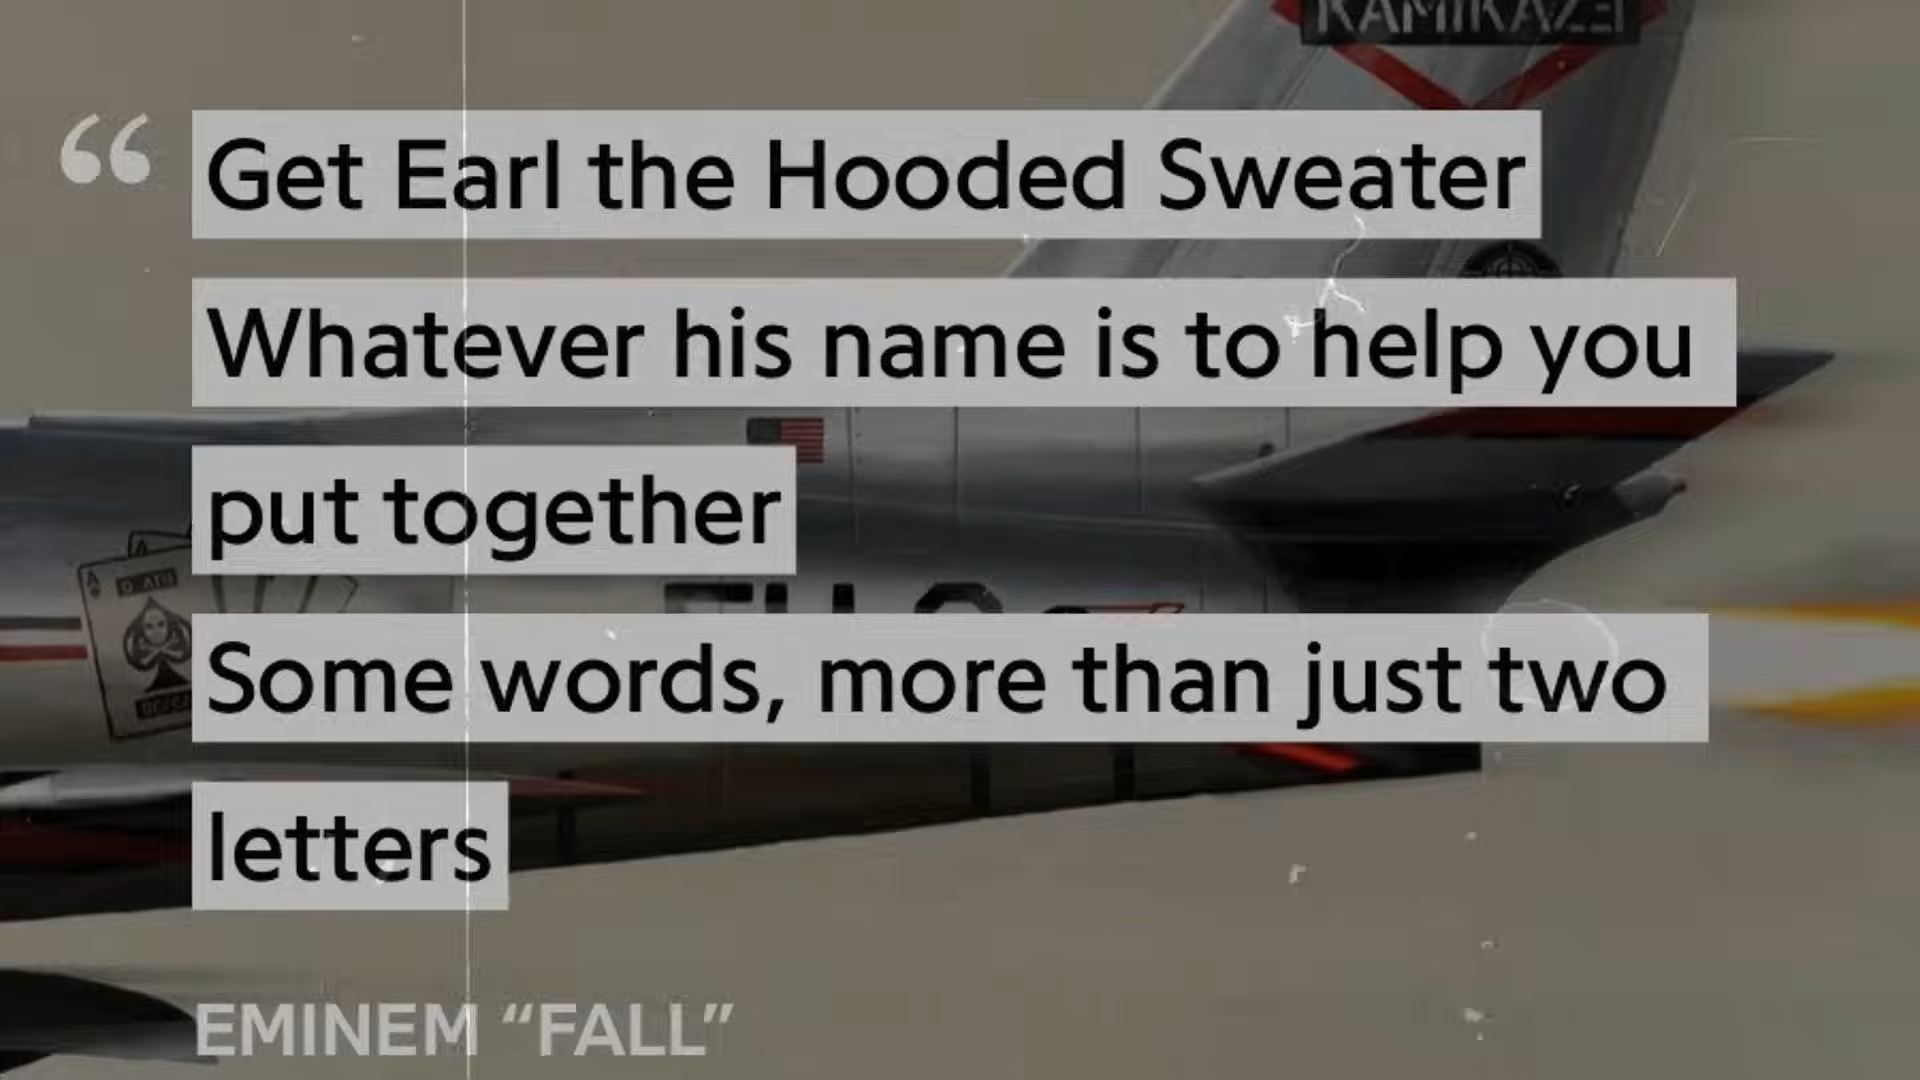 KAMIKAZE
“Get Earl the Hooded Sweater
Whatever his name is to help you
put together
Some words, more than just two
letters
EMINEM “FALL”